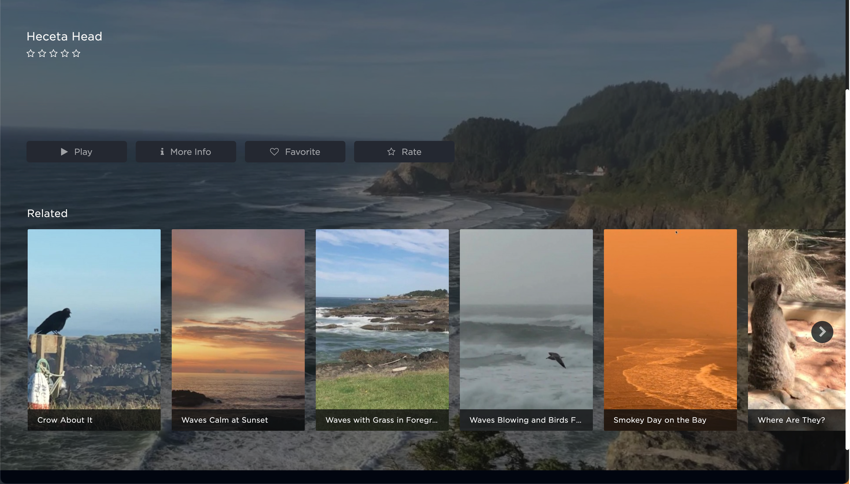 Heceta Head
Play
More Info
Favorite
Rate
Related
Crow About It
Waves Calm at Sunset
Waves with Grass in Foregr...
Waves Blowing and Birds F...
Smokey Day on the Bay
Where Are They?